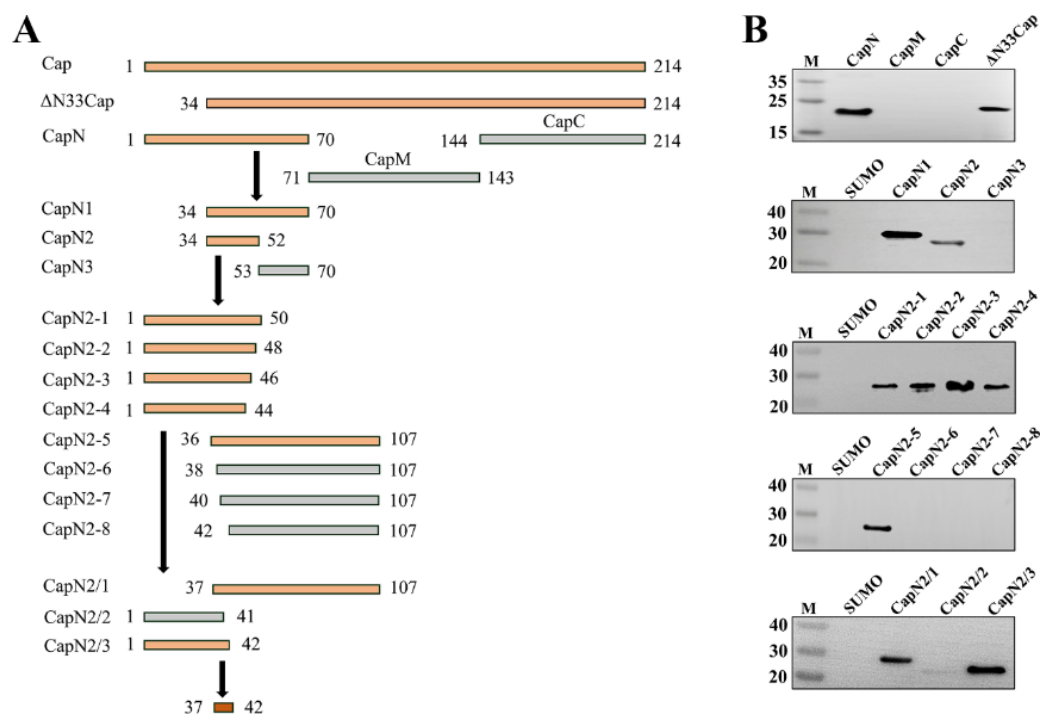 A
Cap 1 214
ΔN33Cap 34 214
CapN 1 70 144 CapC 214
CapM
71 143
CapN1 34 70
CapN2 34 52
CapN3 53 70
CapN2-1 1 50
CapN2-2 1 48
CapN2-3 1 46
CapN2-4 1 44
CapN2-5 36 107
CapN2-6 38 107
CapN2-7 40 107
CapN2-8 42 107
CapN2/1 37 107
CapN2/2 1 41
CapN2/3 1 42
37 42
B
M CapN CapM CapC ΔN33Cap
35
25
15
M SUMO CapN1 CapN2 CapN3
40
30
20
M SUMO CapN2-1 CapN2-2 CapN2-3 CapN2-4
40
30
20
M SUMO CapN2-5 CapN2-6 CapN2-7 CapN2-8
40
30
20
M SUMO CapN2/1 CapN2/2 CapN2/3
40
30
20